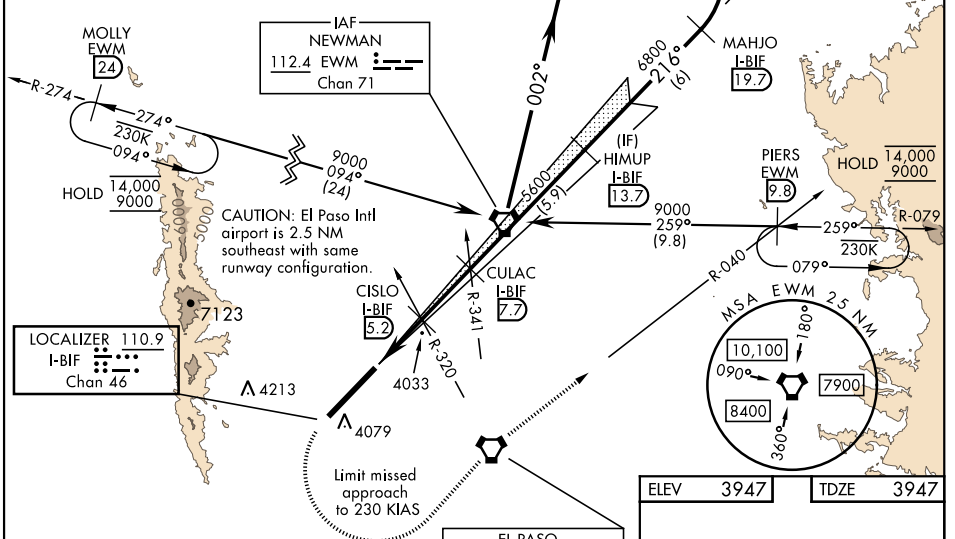 MOLLY
EWM
24
R-274
274°
230K
094°
HOLD 14,000
9000
9000
094°
(24)
IAF
NEWMAN
112.4 EWM
Chan 71
002°
6800
216°
(6)
MAHJO
I-BIF
19.7
(IF)
HIMUP
I-BIF
13.7
5600
(5.9)
PIERS
EWM
9.8
HOLD 14,000
9000
9000
259°
(9.8)
259°
230K
079°
R-079
R-040
6000
5000
CAUTION: El Paso Intl
airport is 2.5 NM
southeast with same
runway configuration.
CISLO
I-BIF
5.2
CULAC
I-BIF
7.7
R-341
R-320
7123
LOCALIZER 110.9
I-BIF
Chan 46
4213
4033
4079
Limit missed
approach
to 230 KIAS
MSA EWM 25 NM
180°
10,100
090°
7900
8400
360°
ELEV 3947
TDZE 3947
EL PASO